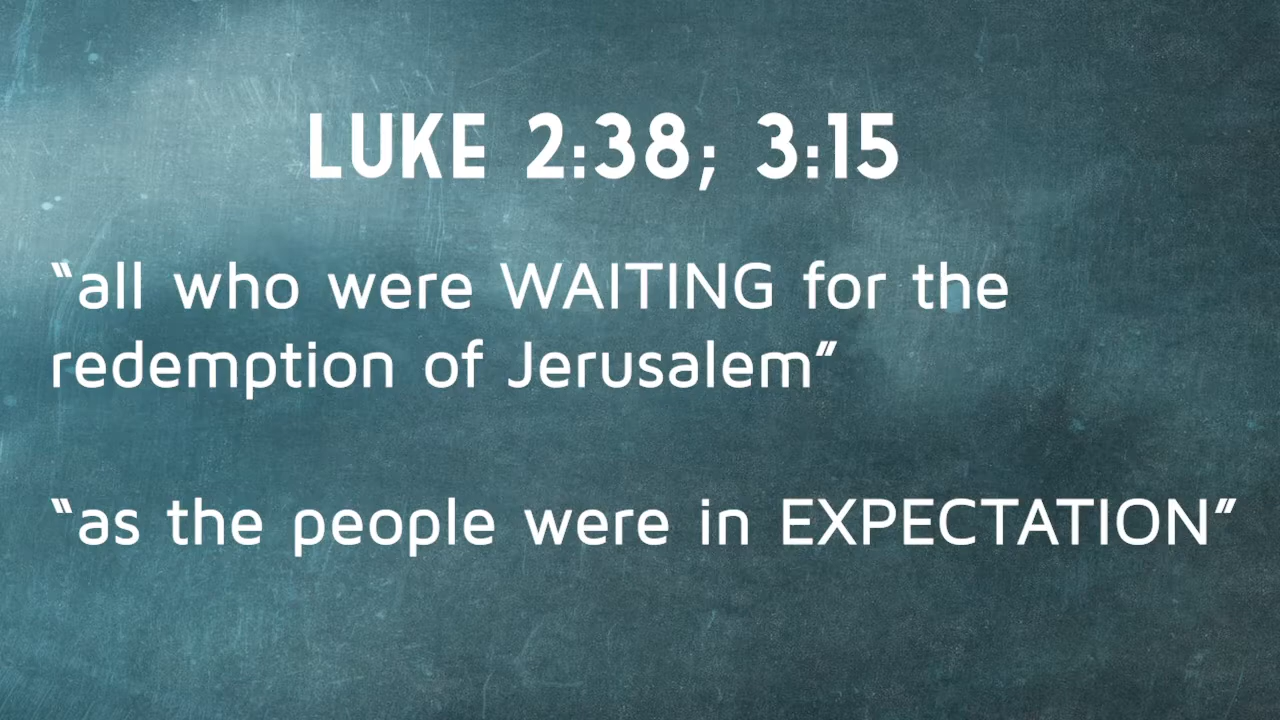 LUKE 2:38; 3:15
“all who were WAITING for the
redemption of Jerusalem”
“as the people were in EXPECTATION”